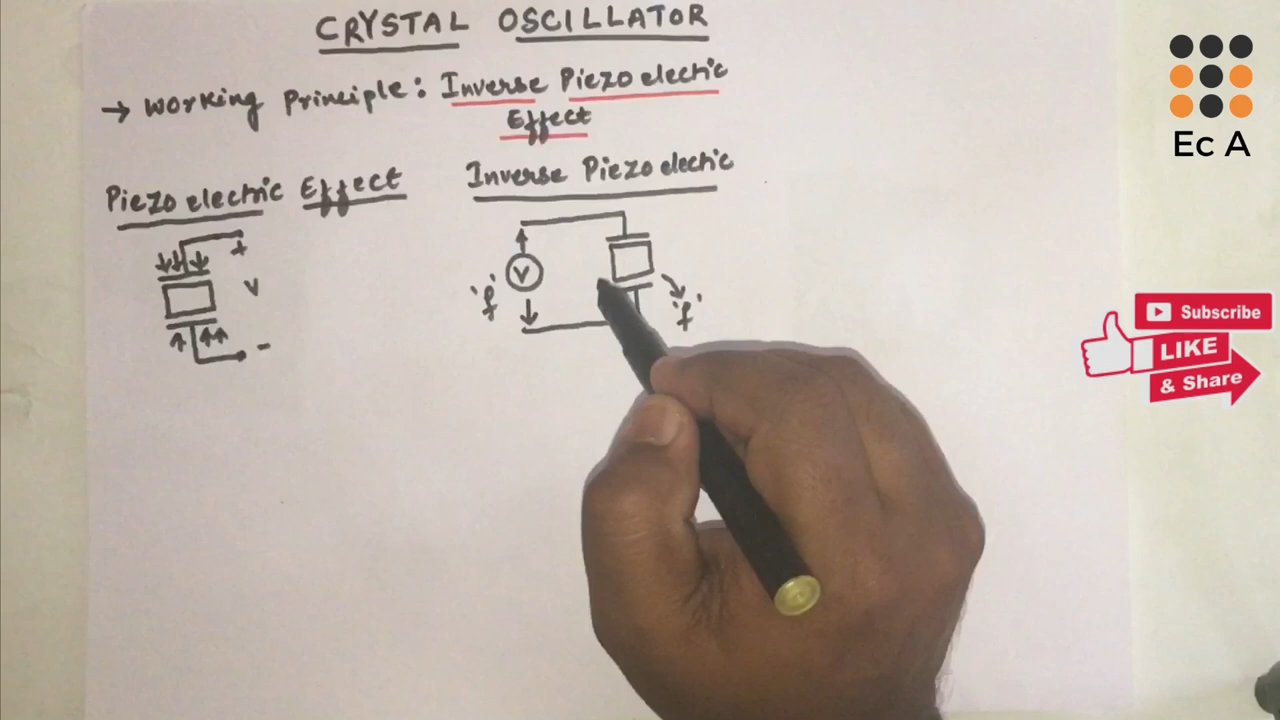 CRYSTAL OSCILLATOR
→ Working Principle: Inverse Piezo electric
Effect
Piezo electric Effect
Inverse Piezo electric
+
V
-
'f'
V
'f'
Ec A
Subscribe
LIKE
& Share